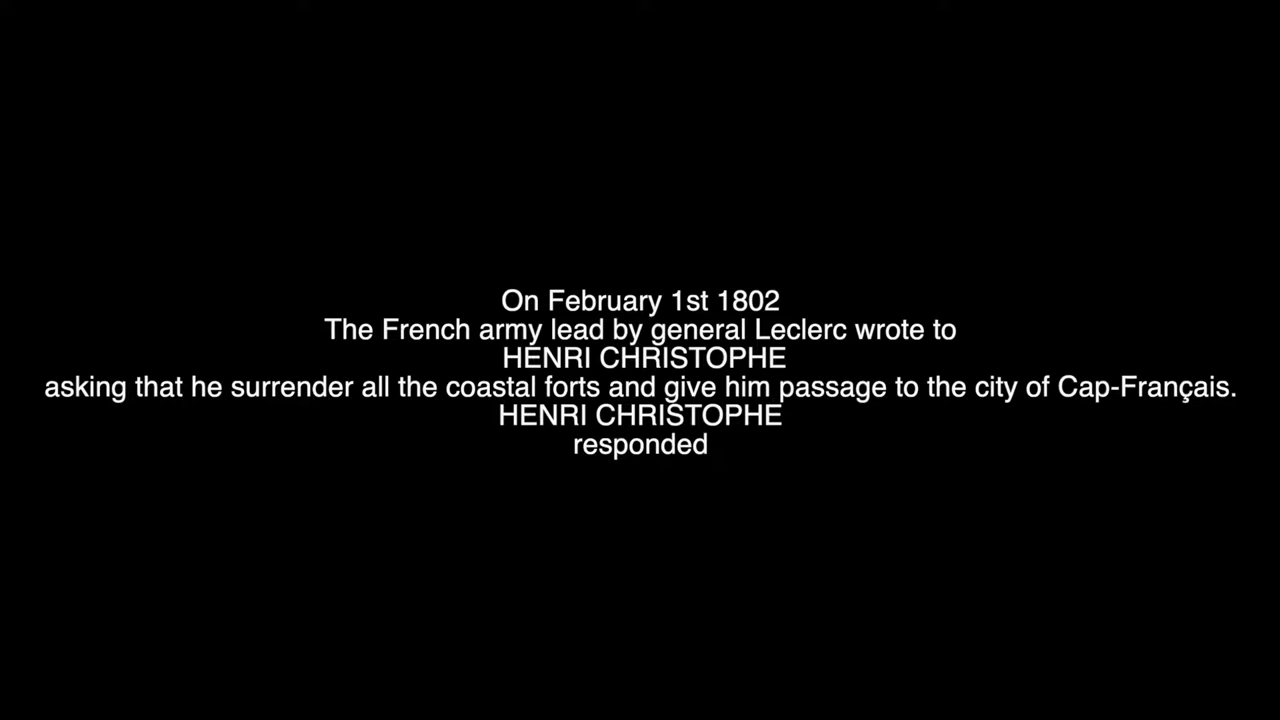 On February 1st 1802
The French army lead by general Leclerc wrote to
HENRI CHRISTOPHE
asking that he surrender all the coastal forts and give him passage to the city of Cap-Français.
HENRI CHRISTOPHE
responded